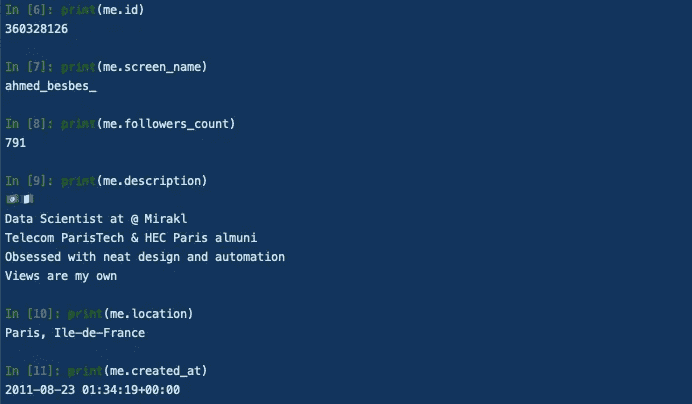 In [6]: print(me.id)
360328126
In [7]: print(me.screen_name)
ahmed_besbes_
In [8]: print(me.followers_count)
791
In [9]: print(me.description)
Data Scientist at @ Mirakl
Telecom ParisTech & HEC Paris almuni
Obsessed with neat design and automation
Views are my own
In [10]: print(me.location)
Paris, Ile-de-France
In [11]: print(me.created_at)
2011-08-23 01:34:19+00:00